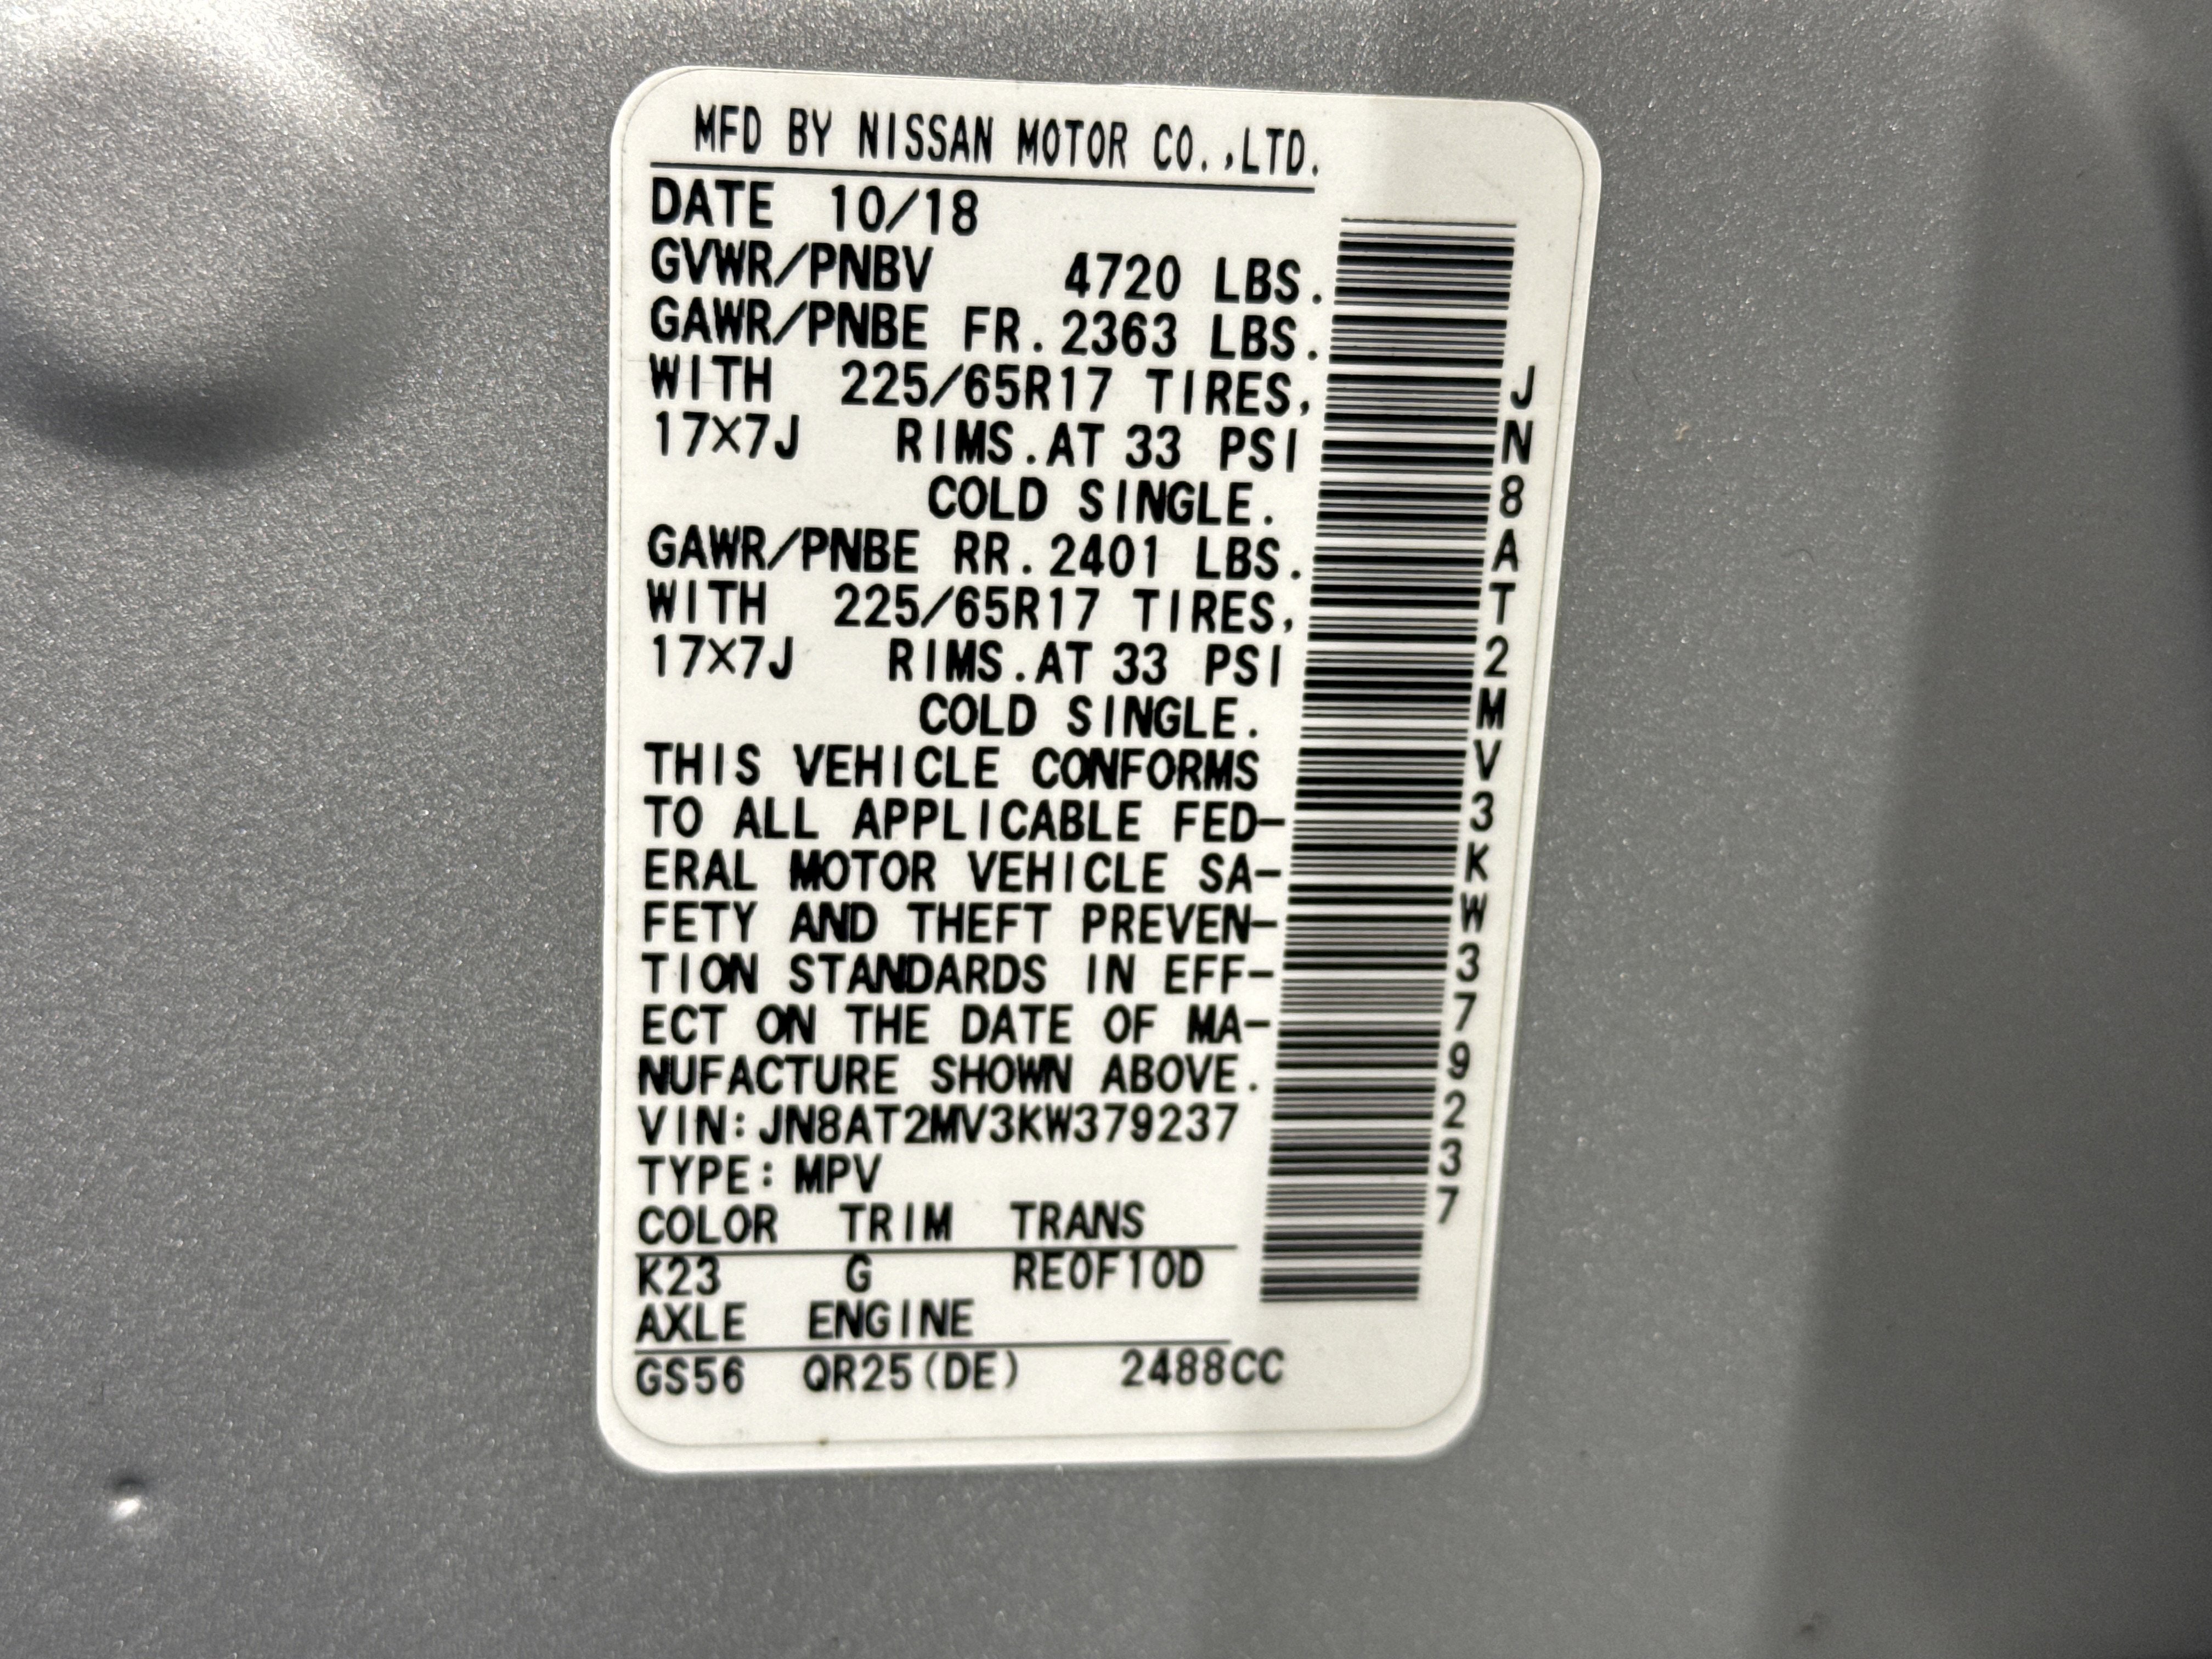 MFD BY NISSAN MOTOR CO.,LTD.
DATE 10/18
GVWR/PNBV 4720 LBS.
GAWR/PNBE FR.2363 LBS.
WITH 225/65R17 TIRES,
17X7J RIMS.AT 33 PSI
COLD SINGLE.
GAWR/PNBE RR.2401 LBS.
WITH 225/65R17 TIRES,
17X7J RIMS.AT 33 PSI
COLD SINGLE.
THIS VEHICLE CONFORMS
TO ALL APPLICABLE FED-
ERAL MOTOR VEHICLE SA-
FETY AND THEFT PREVEN-
TION STANDARDS IN EFF-
ECT ON THE DATE OF MA-
NUFACTURE SHOWN ABOVE.
VIN:JN8AT2MV3KW379237
TYPE:MPV
COLOR TRIM TRANS
K23 G RE0F10D
AXLE ENGINE
GS56 QR25(DE) 2488CC
JN8AT2MV3KW379237